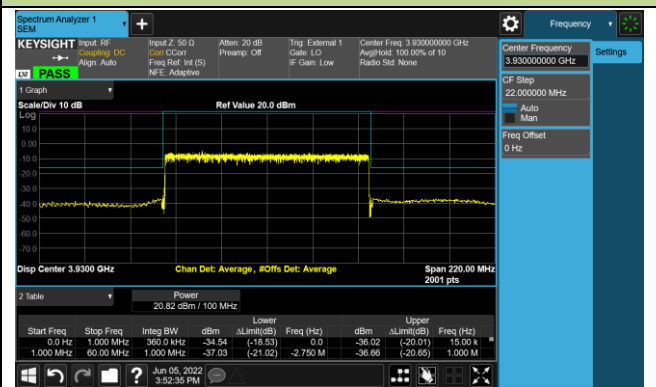 Spectrum Analyzer 1
SEM
Frequency
KEYSIGHT
Input: RF
Coupling: DC
Align: Auto
Input Z: 50 Ω
Corr CCorr
Freq Ref: Int (S)
NFE: Adaptive
Atten: 20 dB
Preamp: Off
Trig: External 1
Gate: LO
IF Gain: Low
Center Freq: 3.930000000 GHz
Avg|Hold: 100.00% of 10
Radio Std: None
LXI PASS
1 Graph
Scale/Div 10 dB
Ref Value 20.0 dBm
Log
10.0
0.00
-10.0
-20.0
-30.0
-40.0
-50.0
-60.0
-70.0
Disp Center 3.9300 GHz
Chan Det: Average , #Offs Det: Average
Span 220.00 MHz
2001 pts
2 Table
Power
20.82 dBm / 100 MHz
Lower Upper
Start Freq Stop Freq Integ BW dBm ΔLimit(dB) Freq (Hz) dBm ΔLimit(dB) Freq (Hz)
0.0 Hz 1.000 MHz 360.0 kHz -34.54 (-18.53) 0.0 -36.02 (-20.01) 15.00 k
1.000 MHz 60.00 MHz 1.000 MHz -37.03 (-21.02) -2.750 M -36.66 (-20.65) 1.000 M
Jun 05, 2022
3:52:35 PM
Center Frequency
3.930000000 GHz
CF Step
22.000000 MHz
Auto
Man
Freq Offset
0 Hz
Settings